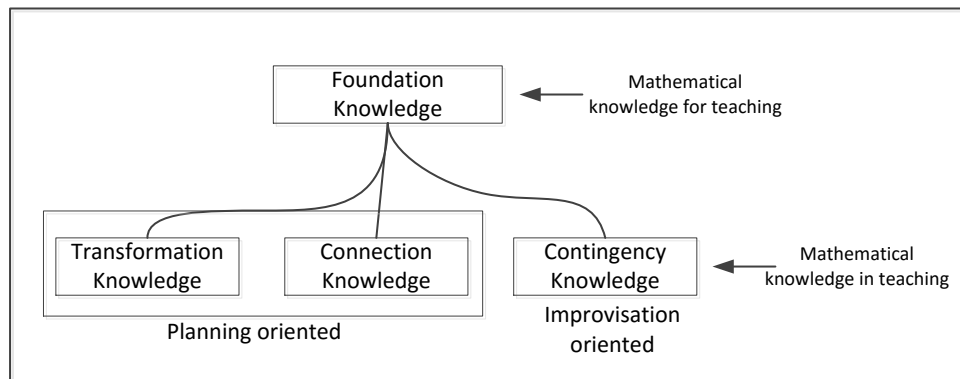 Foundation
Knowledge
Mathematical
knowledge for teaching
Transformation
Knowledge
Connection
Knowledge
Contingency
Knowledge
Mathematical
knowledge in teaching
Planning oriented
Improvisation
oriented